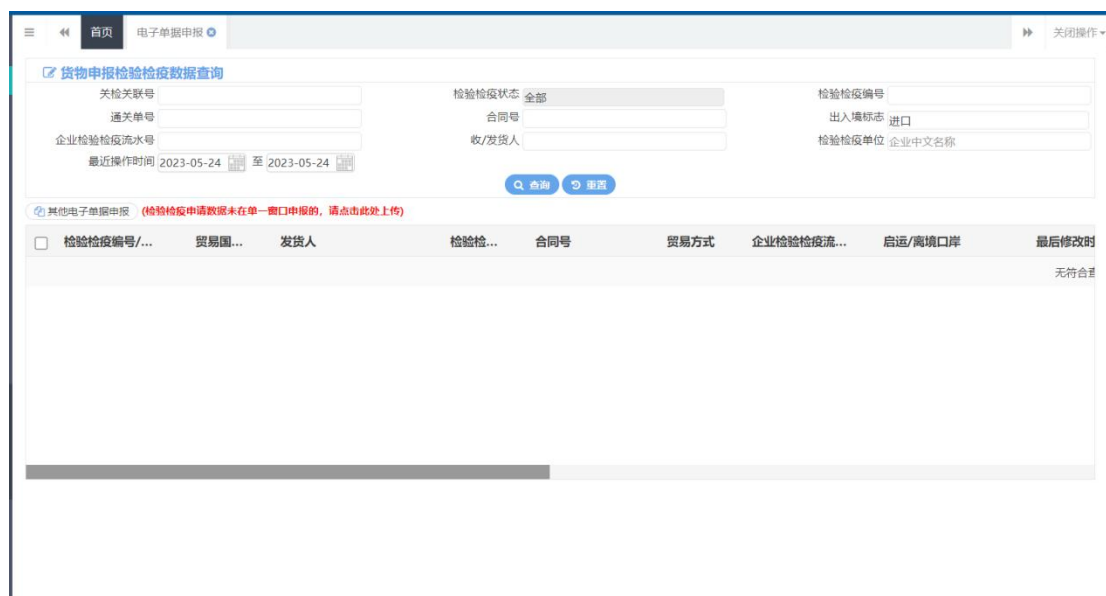 首页 电子单据申报 关闭操作
货物申报检验检疫数据查询
关检关联号 检验检疫状态 全部 检验检疫编号
通关单号 合同号 出入境标志 进口
企业检验检疫流水号 收/发货人 检验检疫单位 企业中文名称
最近操作时间 2023-05-24 至 2023-05-24
查询 重置
其他电子单据申报 (检验检疫申请数据未在单一窗口申报的，请点击此处上传)
检验检疫编号/... 贸易国... 发货人 检验检... 合同号 贸易方式 企业检验检疫流... 启运/离境口岸 最后修改时
无符合查